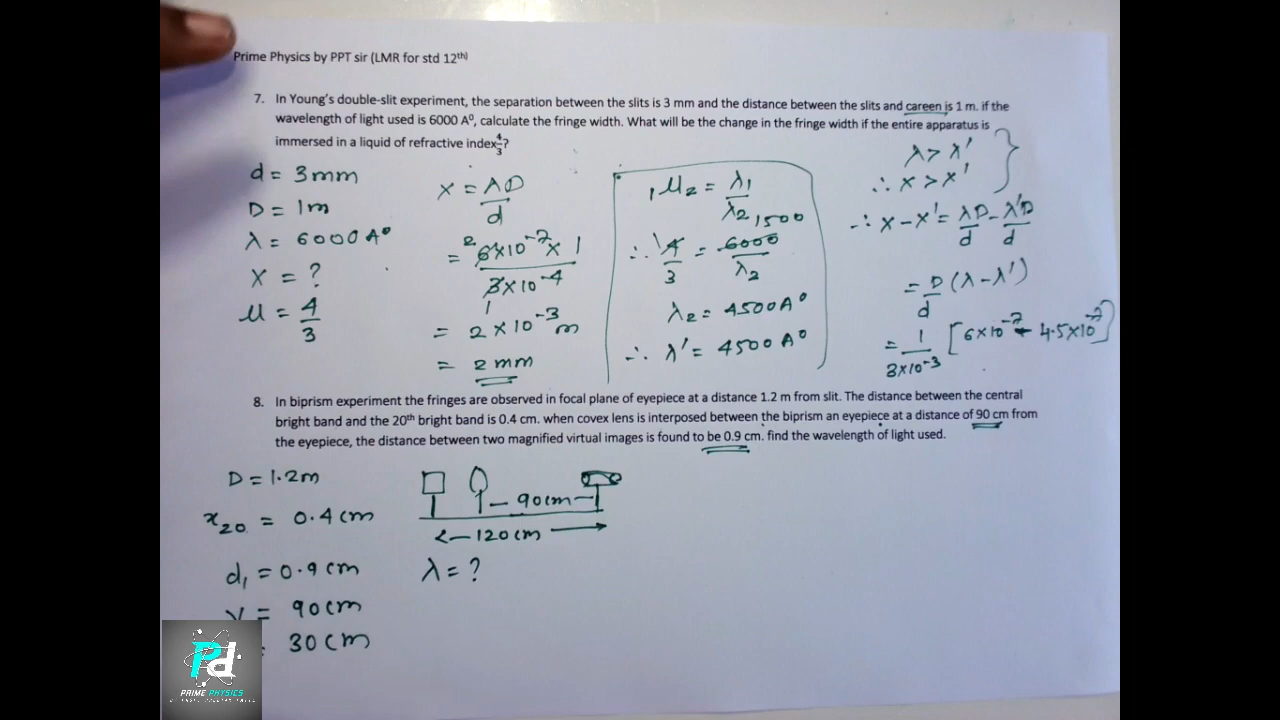 Prime Physics by PPT sir (LMR for std 12th)
7. In Young's double-slit experiment, the separation between the slits is 3 mm and the distance between the slits and careen is 1 m. if the
wavelength of light used is 6000 A⁰, calculate the fringe width. What will be the change in the fringe width if the entire apparatus is
immersed in a liquid of refractive index 4/3?
d = 3mm
D = 1m
λ = 6000 A⁰
X = ?
μ = 4/3
X = λD/d
= 2 6×10⁻⁷ × 1 / 3×10⁻⁴ 1
= 2×10⁻³ m
= 2 mm
₁μ₂ = λ₁/λ₂
∴ 1 4/3 = 6000 1500/λ₂
λ₂ = 4500 A⁰
∴ λ' = 4500 A⁰
λ > λ'
∴ X > X'
∴ X - X' = λD/d - λ'D/d
= D/d (λ - λ')
= 1/3×10⁻³ [6×10⁻⁷ - 4.5×10⁻⁷]
8. In biprism experiment the fringes are observed in focal plane of eyepiece at a distance 1.2 m from slit. The distance between the central
bright band and the 20th bright band is 0.4 cm. when covex lens is interposed between the biprism an eyepiece at a distance of 90 cm from
the eyepiece, the distance between two magnified virtual images is found to be 0.9 cm. find the wavelength of light used.
D = 1.2m
x₂₀ = 0.4 cm
d₁ = 0.9 cm
v = 90 cm
30 cm
90cm
120 cm
λ = ?
Pd
PRIME PHYSICS